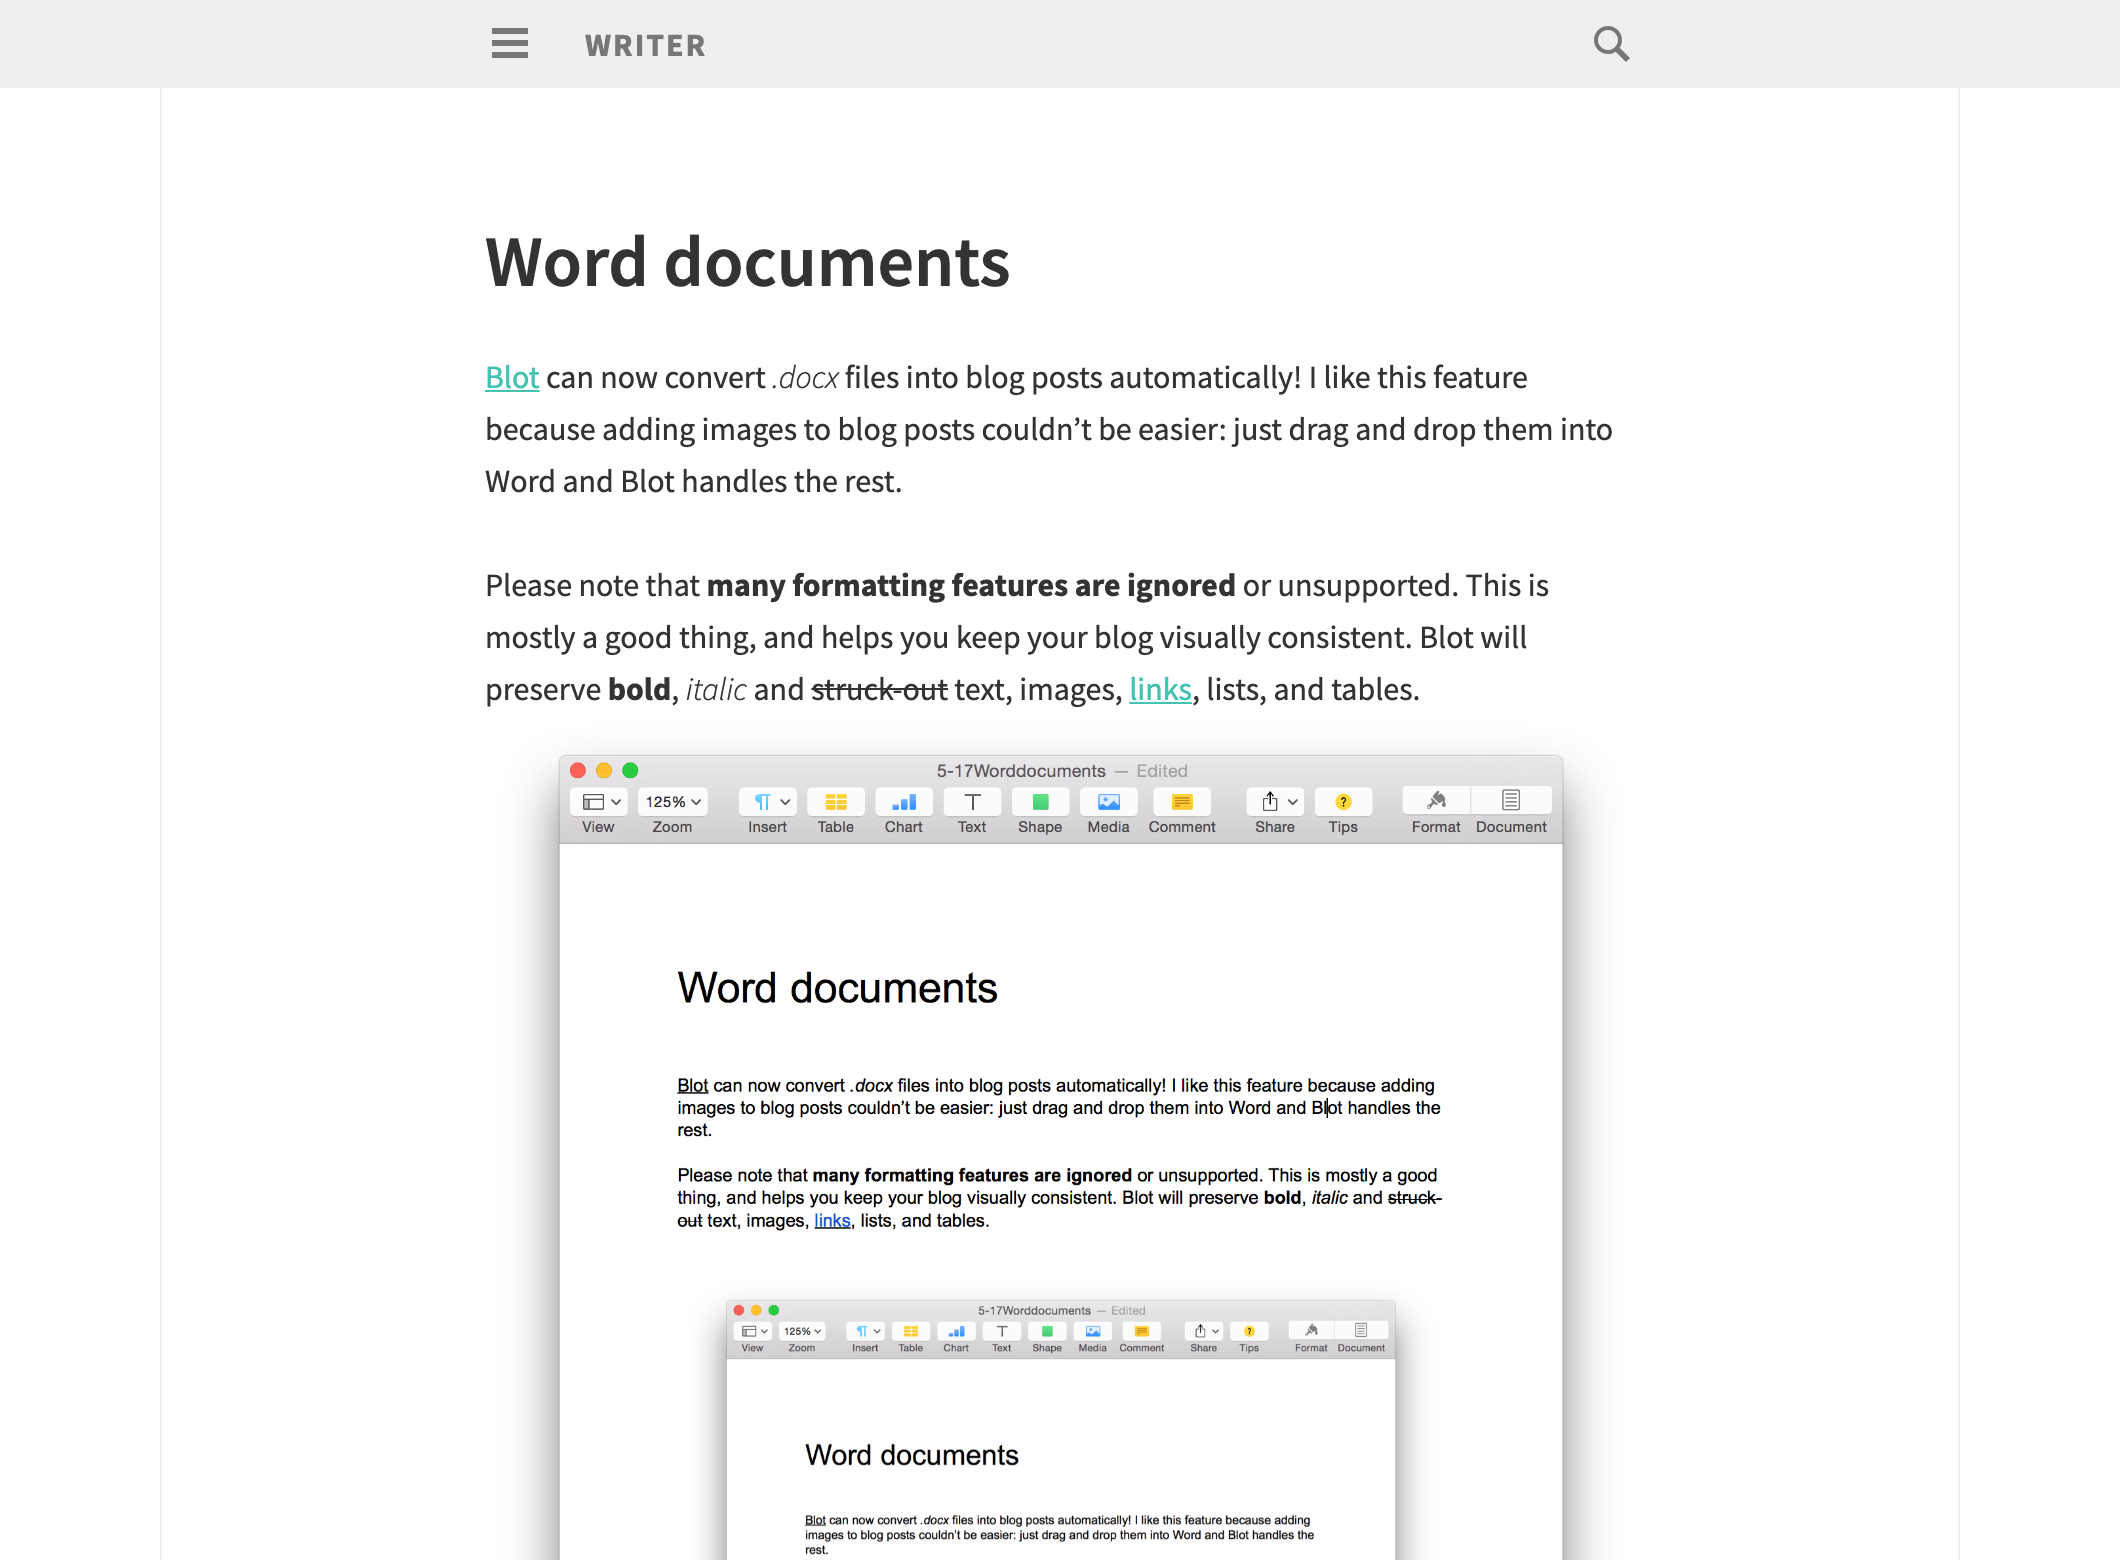 WRITER
Word documents
Blot can now convert .docx files into blog posts automatically! I like this feature
because adding images to blog posts couldn’t be easier: just drag and drop them into
Word and Blot handles the rest.
Please note that many formatting features are ignored or unsupported. This is
mostly a good thing, and helps you keep your blog visually consistent. Blot will
preserve bold, italic and struck-out text, images, links, lists, and tables.
5-17Worddocuments — Edited
125%
View Zoom Insert Table Chart Text Shape Media Comment Share Tips Format Document
Word documents
Blot can now convert .docx files into blog posts automatically! I like this feature because adding
images to blog posts couldn’t be easier: just drag and drop them into Word and Blot handles the
rest.
Please note that many formatting features are ignored or unsupported. This is mostly a good
thing, and helps you keep your blog visually consistent. Blot will preserve bold, italic and struck-
out text, images, links, lists, and tables.
5-17Worddocuments — Edited
125%
View Zoom Insert Table Chart Text Shape Media Comment Share Tips Format Document
Word documents
Blot can now convert .docx files into blog posts automatically! I like this feature because adding
images to blog posts couldn’t be easier: just drag and drop them into Word and Blot handles the
rest.